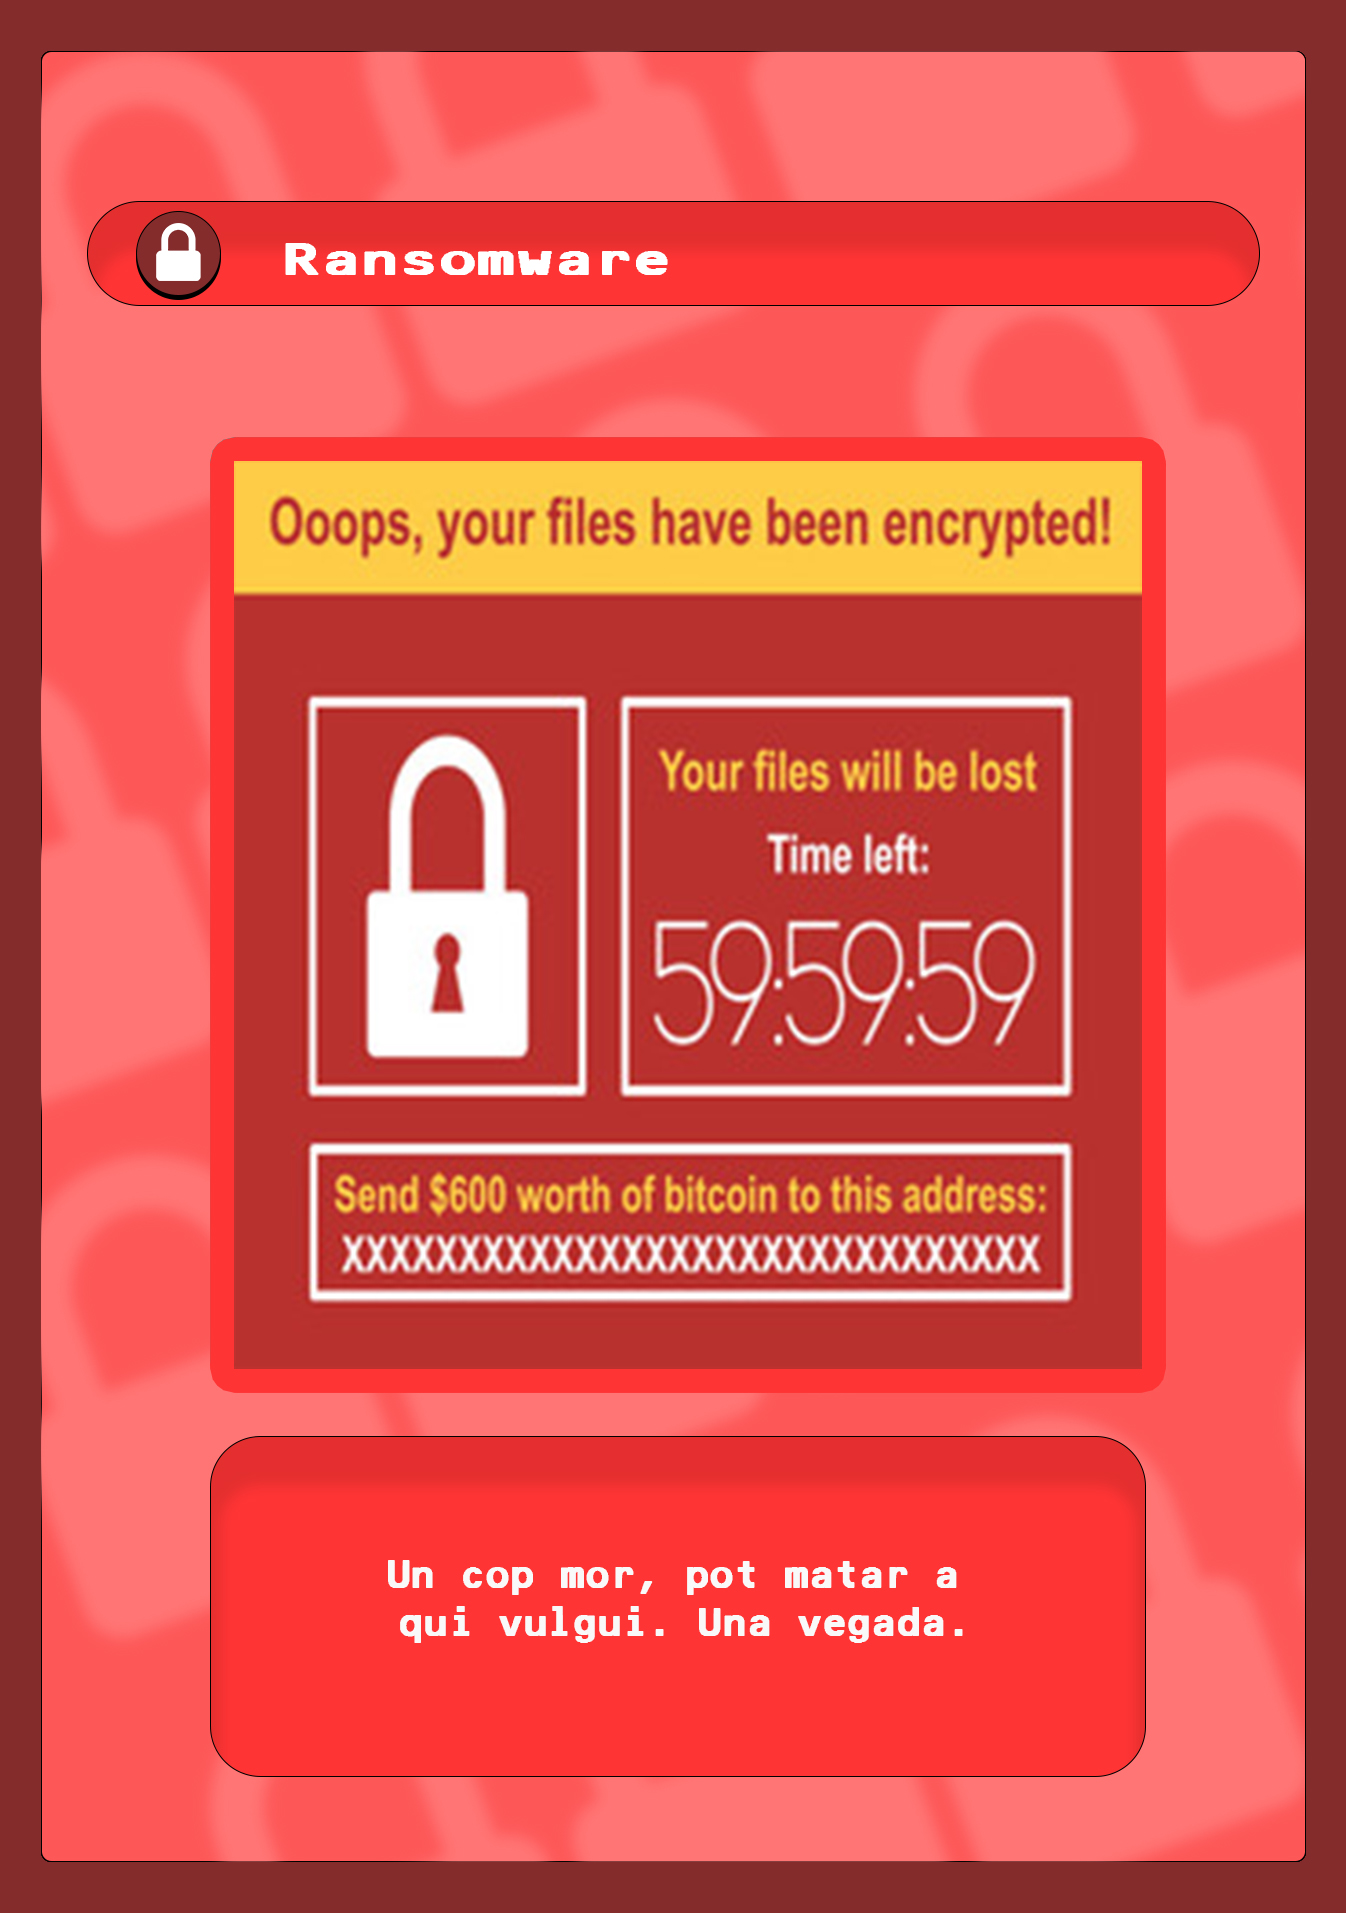 Ransomware
Ooops, your files have been encrypted!
Your files will be lost
Time left:
59:59:59
Send $600 worth of bitcoin to this address:
XXXXXXXXXXXXXXXXXXXXXXXXXXXXXX
Un cop mor, pot matar a
qui vulgui. Una vegada.